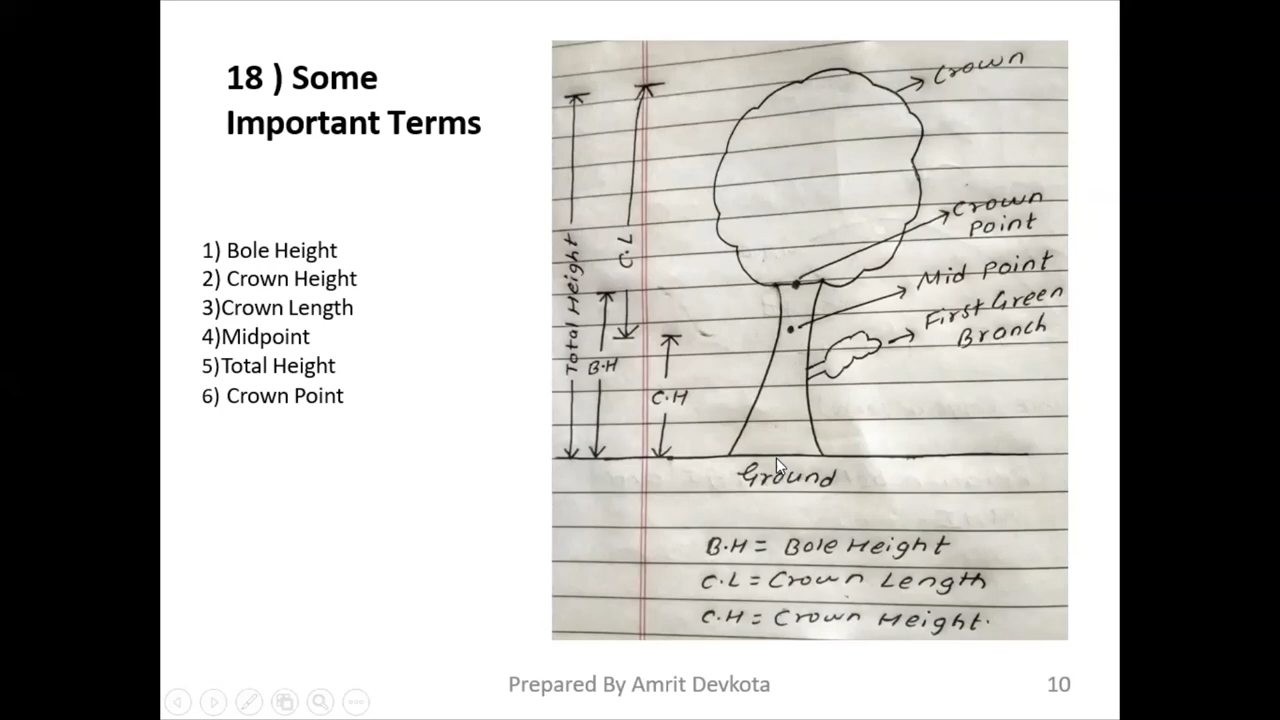 18 ) Some
Important Terms
1) Bole Height
2) Crown Height
3)Crown Length
4)Midpoint
5)Total Height
6) Crown Point
Crown
Crown
Point
Mid Point
First Green
Branch
Total Height
C.L
B.H
C.H
Ground
B.H = Bole Height
C.L = Crown Length
C.H = Crown Height.
Prepared By Amrit Devkota
10